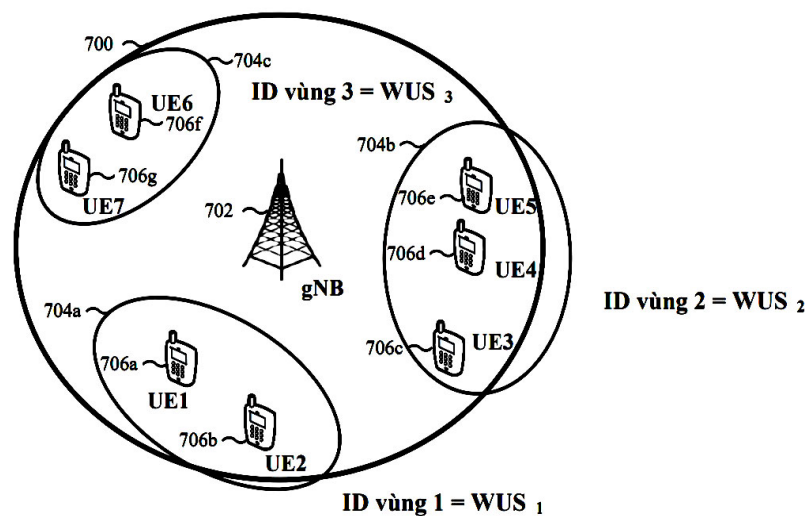 700
704c
UE6
ID vùng 3 = WUS 3
706f
704b
706g
UE7
702
706e
UE5
706d
UE4
gNB
ID vùng 2 = WUS 2
704a
706c
UE3
706a
UE1
706b
UE2
ID vùng 1 = WUS 1